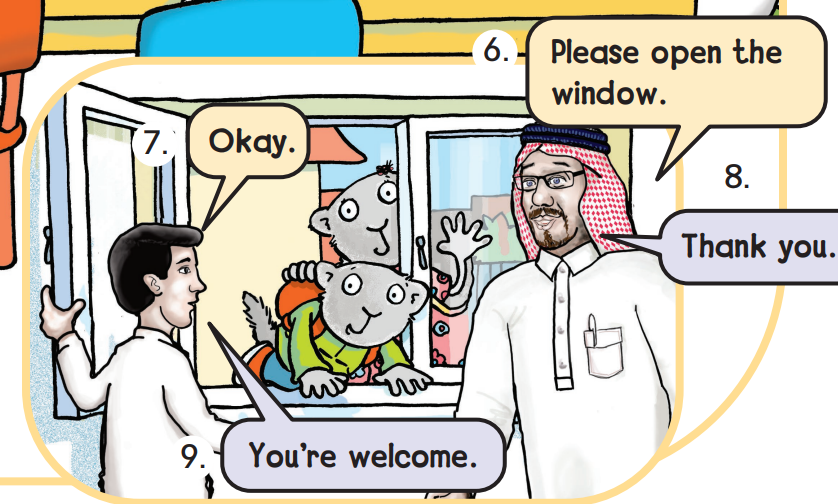 6.
Please open the
window.
7.
Okay.
8.
Thank you.
9.
You're welcome.